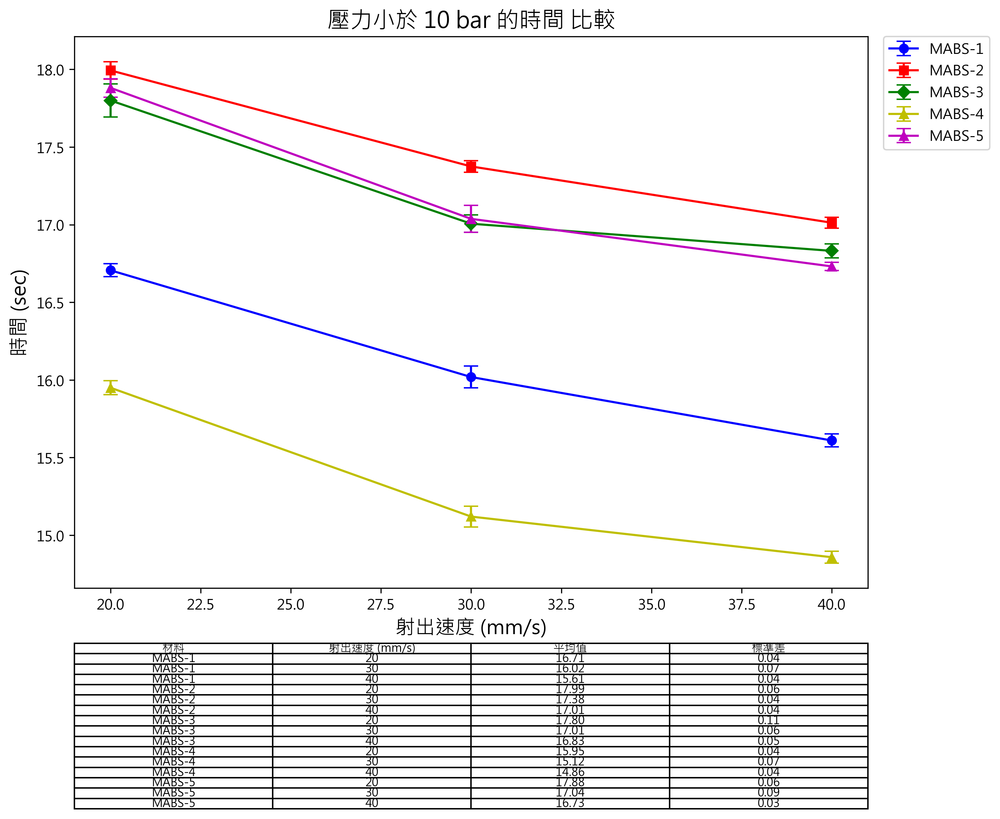 壓力小於 10 bar 的時間 比較
MABS-1
MABS-2
MABS-3
MABS-4
MABS-5
時間 (sec)
18.0
17.5
17.0
16.5
16.0
15.5
15.0
20.0 22.5 25.0 27.5 30.0 32.5 35.0 37.5 40.0
射出速度 (mm/s)
材料 射出速度 (mm/s) 平均值 標準差
MABS-1 20 16.71 0.04
MABS-1 30 16.02 0.07
MABS-1 40 15.61 0.04
MABS-2 20 17.99 0.06
MABS-2 30 17.38 0.04
MABS-2 40 17.01 0.04
MABS-3 20 17.80 0.11
MABS-3 30 17.01 0.06
MABS-3 40 16.83 0.05
MABS-4 20 15.95 0.04
MABS-4 30 15.12 0.07
MABS-4 40 14.86 0.04
MABS-5 20 17.88 0.06
MABS-5 30 17.04 0.09
MABS-5 40 16.73 0.03